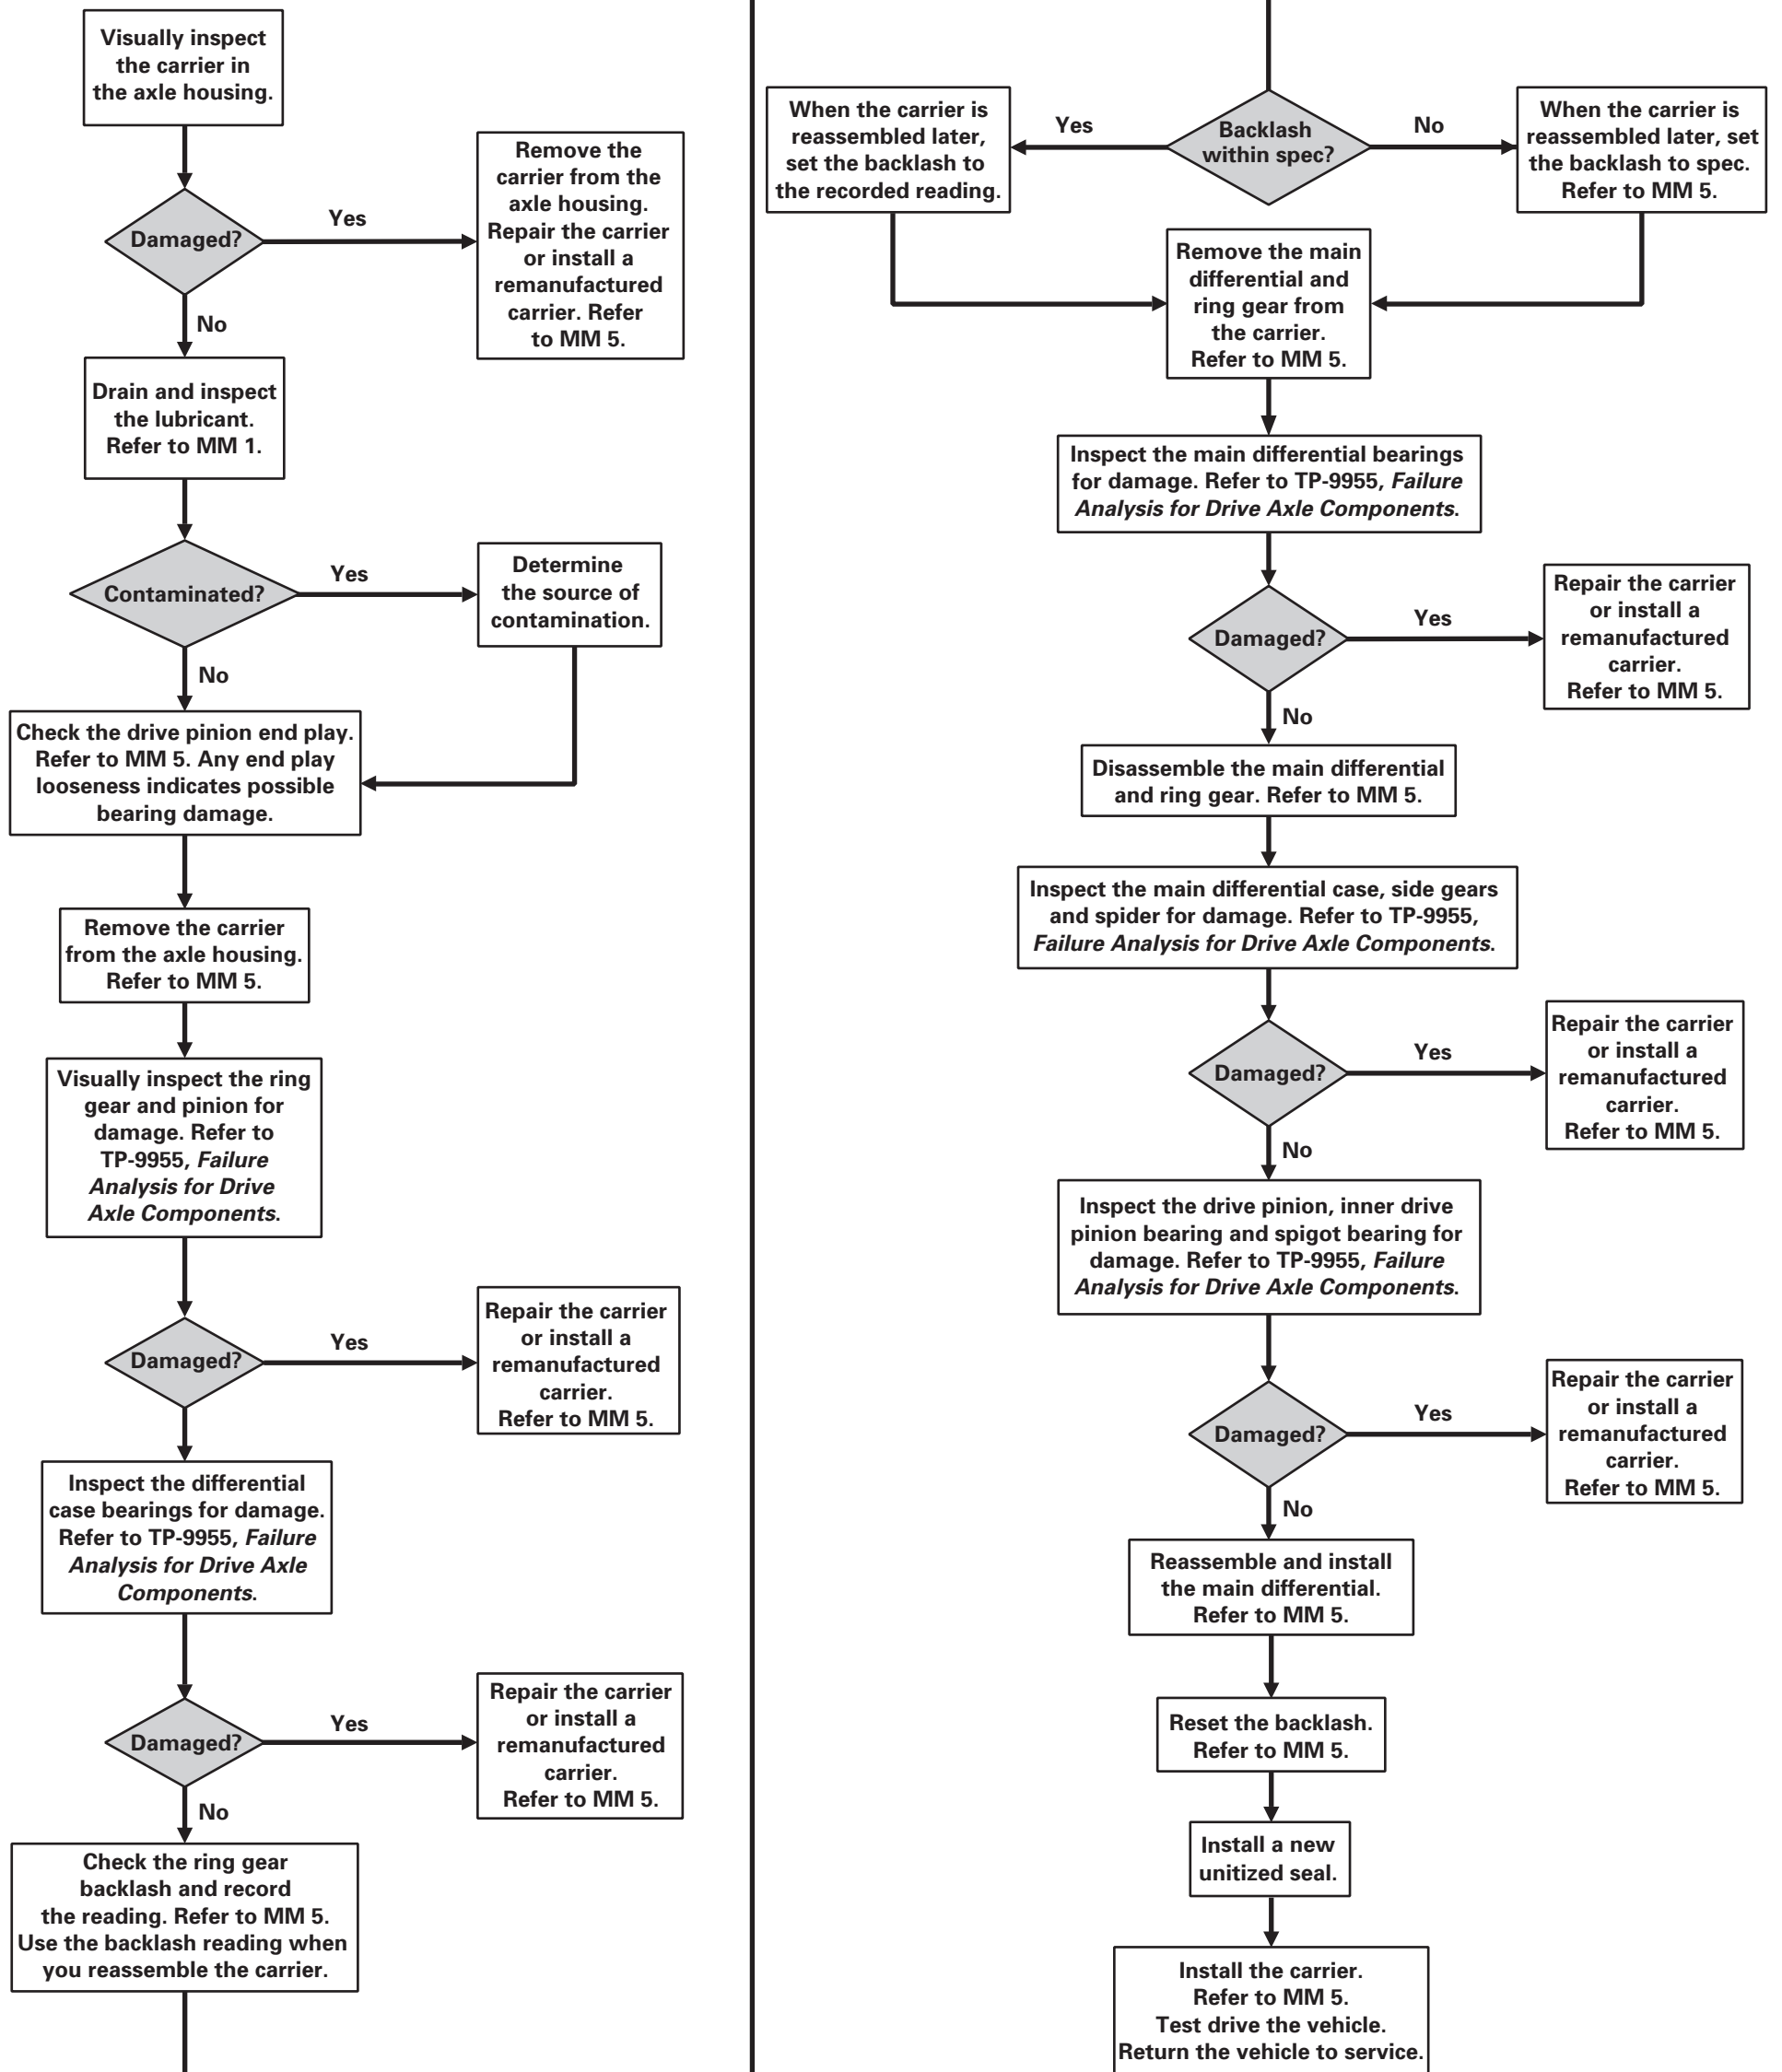 Visually inspect
the carrier in
the axle housing.
Damaged?
Yes
Remove the
carrier from the
axle housing.
Repair the carrier
or install a
remanufactured
carrier. Refer
to MM 5.
No
Drain and inspect
the lubricant.
Refer to MM 1.
Contaminated?
Yes
Determine
the source of
contamination.
No
Check the drive pinion end play.
Refer to MM 5. Any end play
looseness indicates possible
bearing damage.
Remove the carrier
from the axle housing.
Refer to MM 5.
Visually inspect the ring
gear and pinion for
damage. Refer to
TP-9955, Failure
Analysis for Drive
Axle Components.
Damaged?
Yes
Repair the carrier
or install a
remanufactured
carrier.
Refer to MM 5.
Inspect the differential
case bearings for damage.
Refer to TP-9955, Failure
Analysis for Drive Axle
Components.
Damaged?
Yes
Repair the carrier
or install a
remanufactured
carrier.
Refer to MM 5.
No
Check the ring gear
backlash and record
the reading. Refer to MM 5.
Use the backlash reading when
you reassemble the carrier.
Backlash
within spec?
Yes
When the carrier is
reassembled later,
set the backlash to
the recorded reading.
No
When the carrier is
reassembled later, set
the backlash to spec.
Refer to MM 5.
Remove the main
differential and
ring gear from
the carrier.
Refer to MM 5.
Inspect the main differential bearings
for damage. Refer to TP-9955, Failure
Analysis for Drive Axle Components.
Damaged?
Yes
Repair the carrier
or install a
remanufactured
carrier.
Refer to MM 5.
No
Disassemble the main differential
and ring gear. Refer to MM 5.
Inspect the main differential case, side gears
and spider for damage. Refer to TP-9955,
Failure Analysis for Drive Axle Components.
Damaged?
Yes
Repair the carrier
or install a
remanufactured
carrier.
Refer to MM 5.
No
Inspect the drive pinion, inner drive
pinion bearing and spigot bearing for
damage. Refer to TP-9955, Failure
Analysis for Drive Axle Components.
Damaged?
Yes
Repair the carrier
or install a
remanufactured
carrier.
Refer to MM 5.
No
Reassemble and install
the main differential.
Refer to MM 5.
Reset the backlash.
Refer to MM 5.
Install a new
unitized seal.
Install the carrier.
Refer to MM 5.
Test drive the vehicle.
Return the vehicle to service.